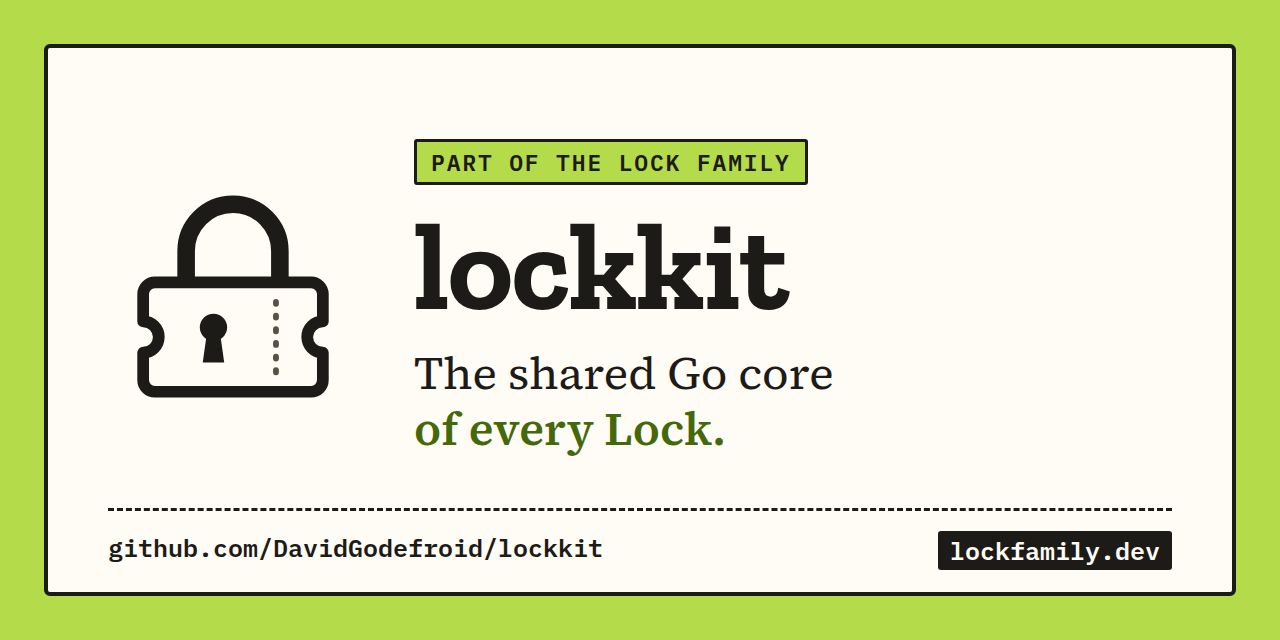 PART OF THE LOCK FAMILY
lockkit
The shared Go core
of every Lock.
github.com/DavidGodefroid/lockkit
lockfamily.dev